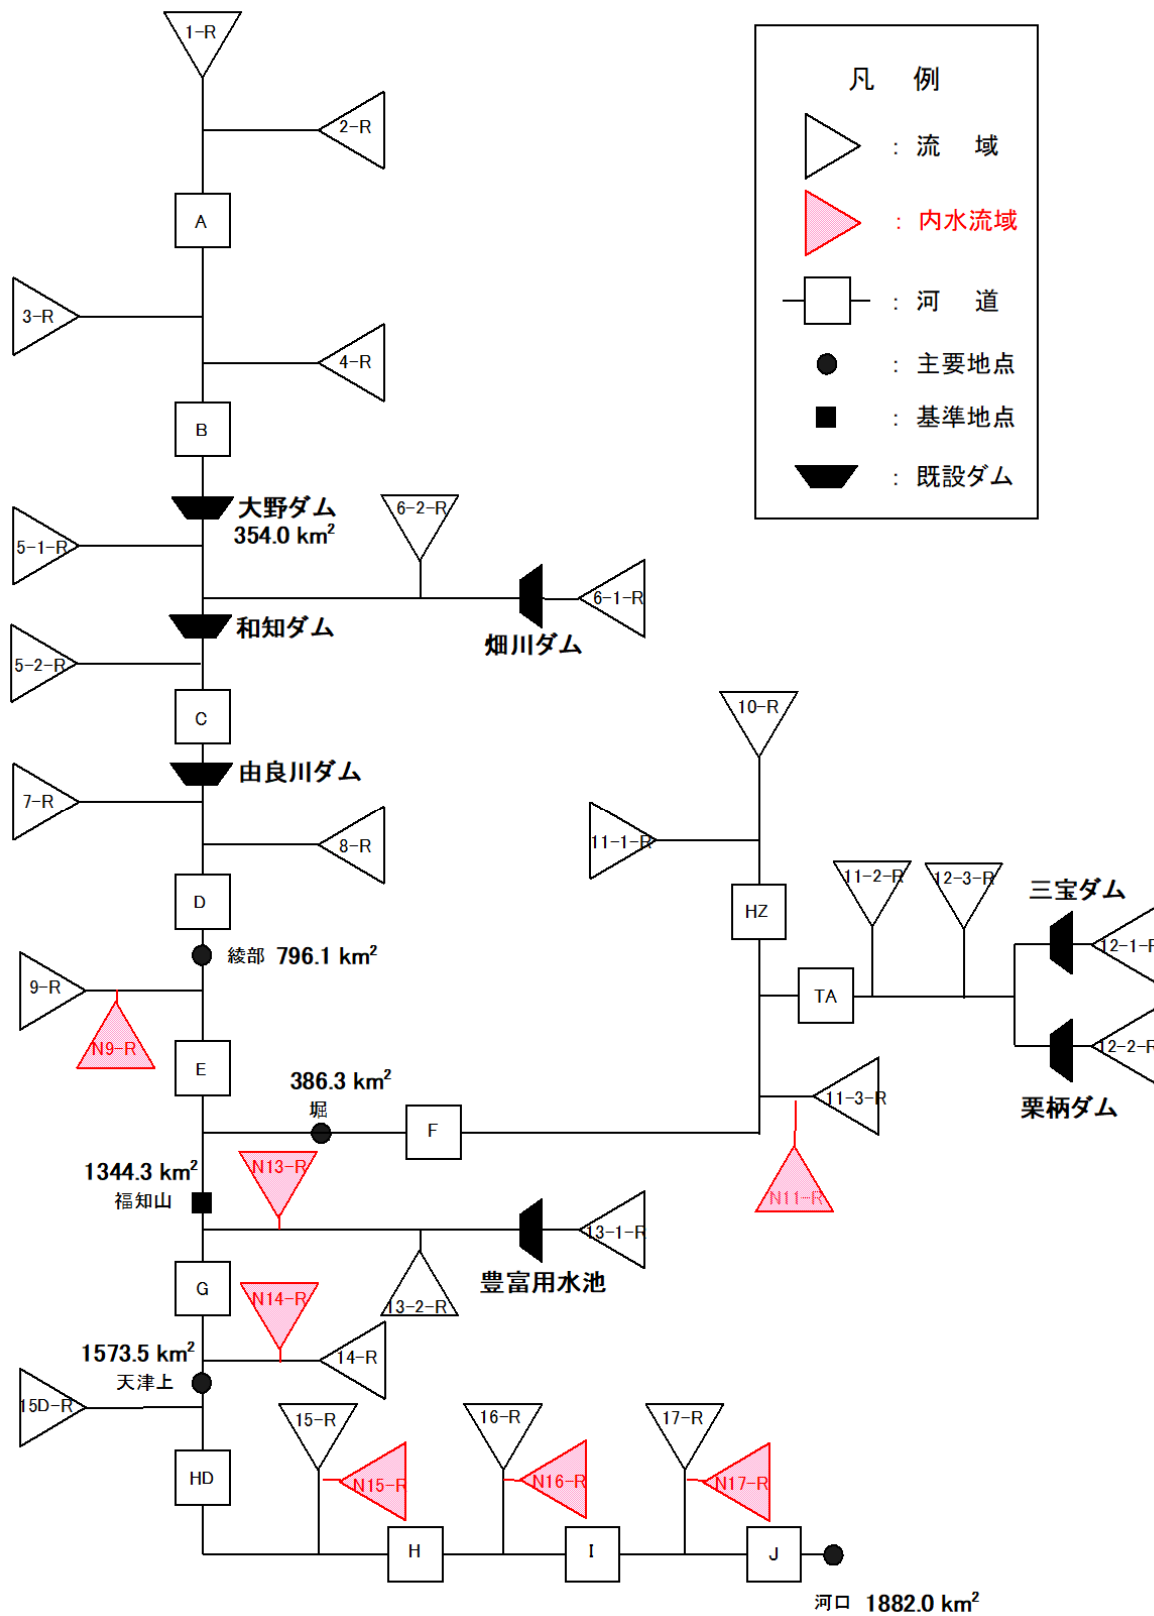 1-R
2-R
A
3-R
4-R
B
大野ダム
354.0 km²
6-2-R
5-1-R
6-1-R
和知ダム
畑川ダム
5-2-R
C
由良川ダム
7-R
8-R
D
綾部 796.1 km²
9-R
N9-R
E
10-R
11-1-R
HZ
11-2-R
12-3-R
三宝ダム
12-1-R
TA
12-2-R
栗柄ダム
11-3-R
N11-R
386.3 km²
堀
F
1344.3 km²
福知山
N13-R
13-1-R
豊富用水池
13-2-R
G
N14-R
14-R
1573.5 km²
天津上
15D-R
HD
15-R
N15-R
H
16-R
N16-R
I
17-R
N17-R
J
河口 1882.0 km²
凡 例
： 流 域
： 内水流域
： 河 道
： 主要地点
： 基準地点
： 既設ダム